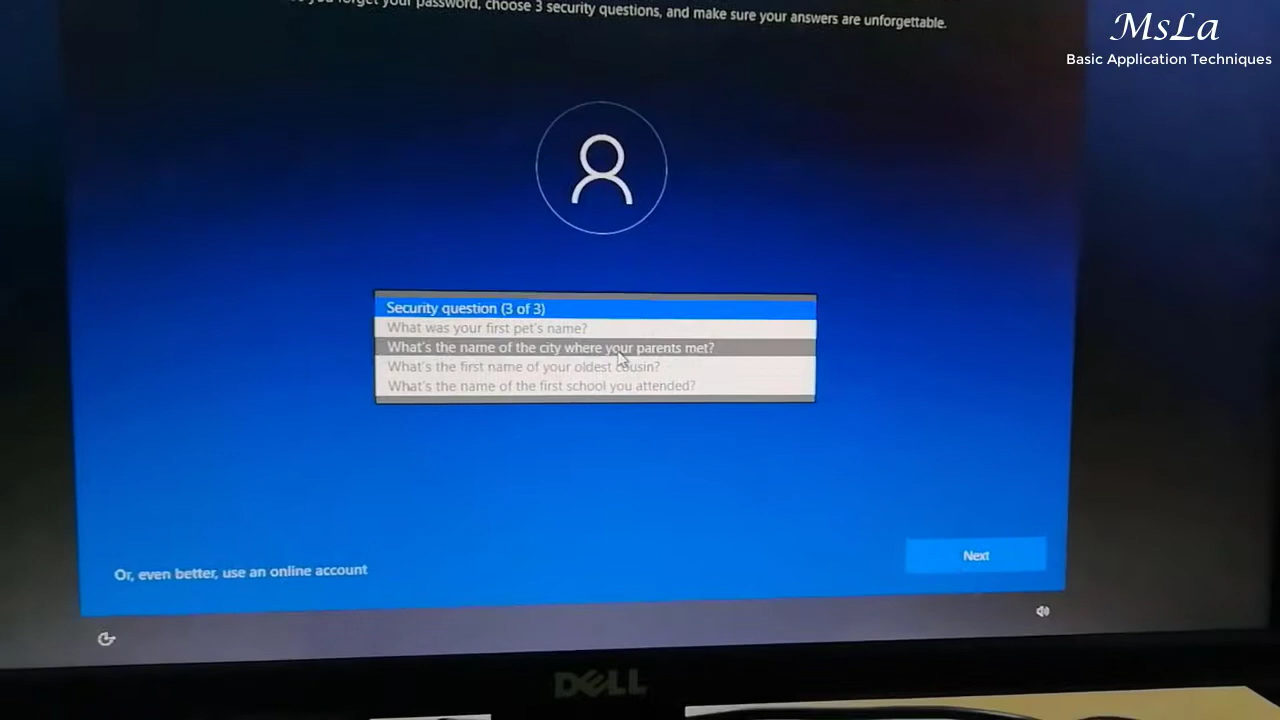 MsLa
Basic Application Techniques
you forget your password, choose 3 security questions, and make sure your answers are unforgettable.
Security question (3 of 3)
What was your first pet's name?
What's the name of the city where your parents met?
What's the first name of your oldest cousin?
What's the name of the first school you attended?
Next
Or, even better, use an online account
DELL